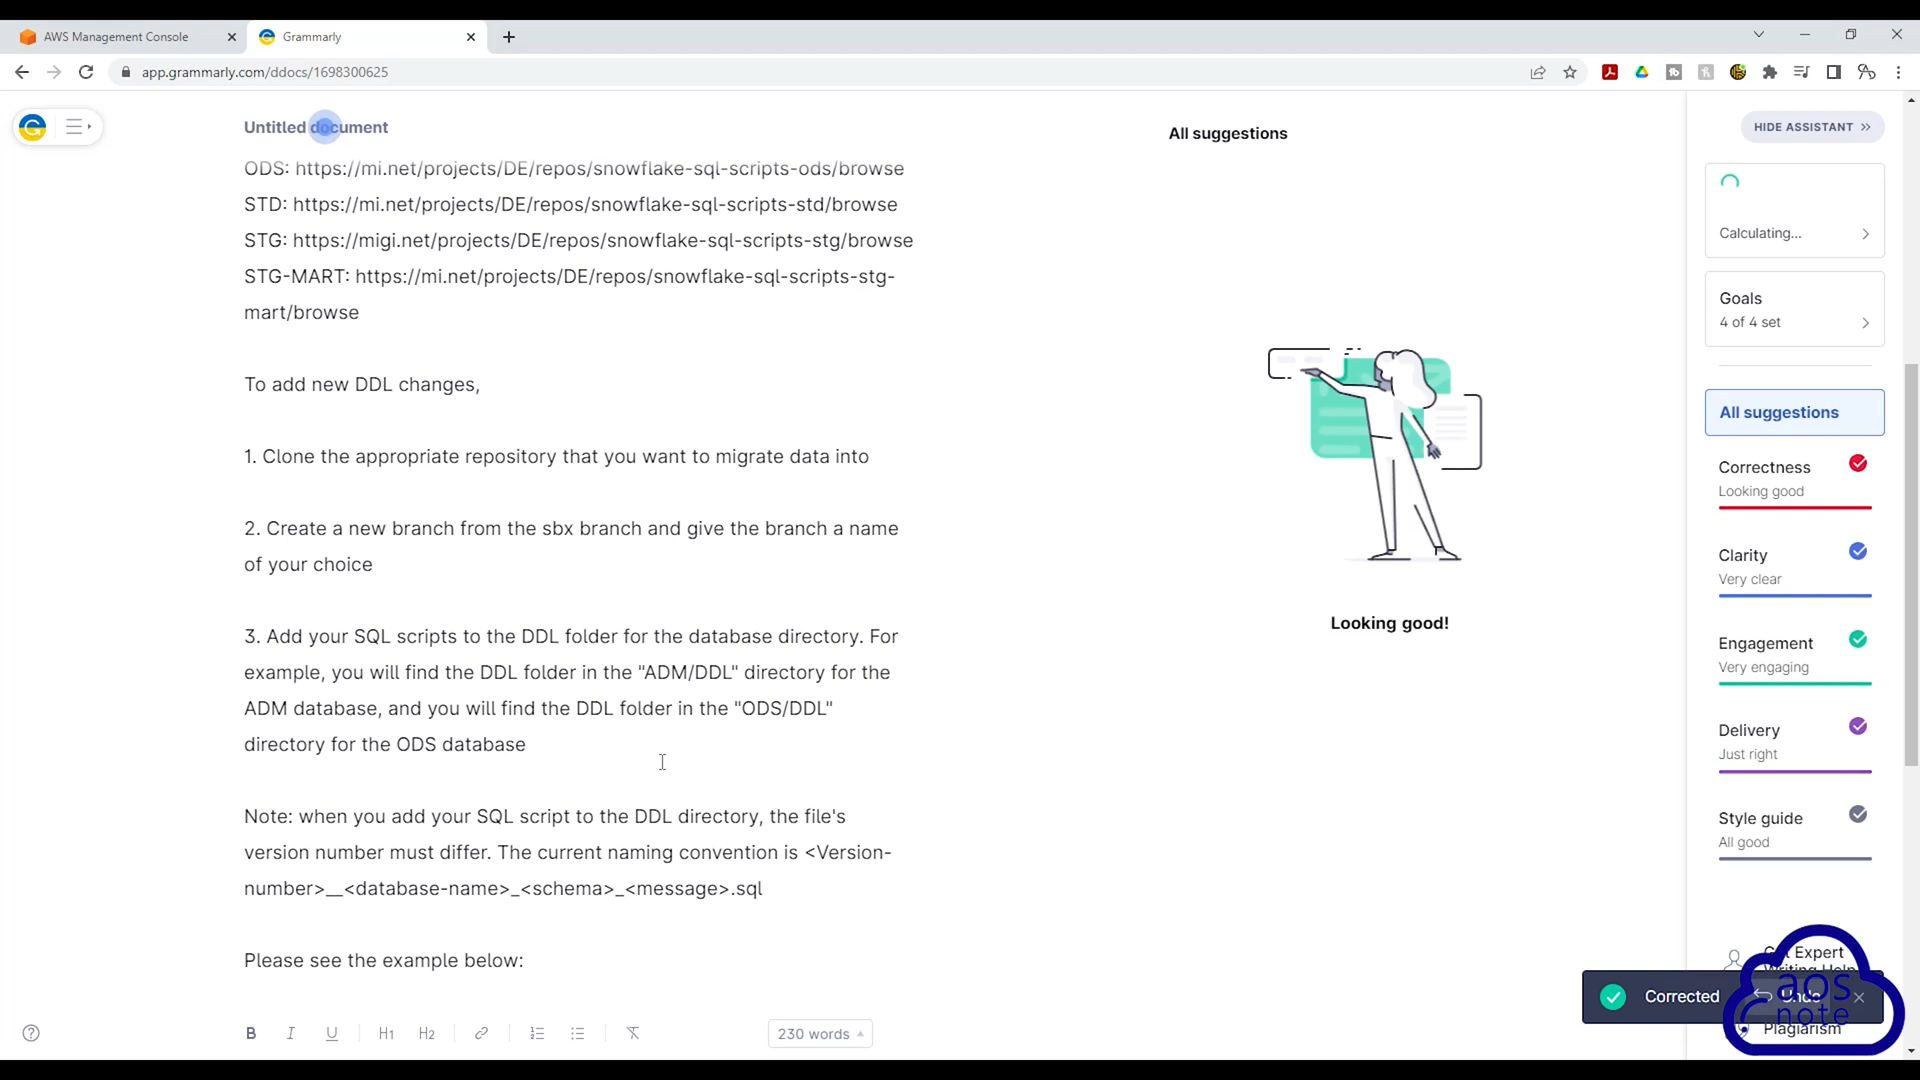 AWS Management Console
Grammarly
app.grammarly.com/ddocs/1698300625
Untitled document
All suggestions
HIDE ASSISTANT »
ODS: https://mi.net/projects/DE/repos/snowflake-sql-scripts-ods/browse
STD: https://mi.net/projects/DE/repos/snowflake-sql-scripts-std/browse
STG: https://migi.net/projects/DE/repos/snowflake-sql-scripts-stg/browse
STG-MART: https://mi.net/projects/DE/repos/snowflake-sql-scripts-stg-
mart/browse
To add new DDL changes,
1. Clone the appropriate repository that you want to migrate data into
2. Create a new branch from the sbx branch and give the branch a name
of your choice
3. Add your SQL scripts to the DDL folder for the database directory. For
example, you will find the DDL folder in the "ADM/DDL" directory for the
ADM database, and you will find the DDL folder in the "ODS/DDL"
directory for the ODS database
Note: when you add your SQL script to the DDL directory, the file's
version number must differ. The current naming convention is <Version-
number>__<database-name>_<schema>_<message>.sql
Please see the example below:
B I U H1 H2
230 words
Looking good!
Calculating...
Goals
4 of 4 set
All suggestions
Correctness
Looking good
Clarity
Very clear
Engagement
Very engaging
Delivery
Just right
Style guide
All good
Get Expert
Writing Help
Corrected
Undo
Plagiarism
aos
note